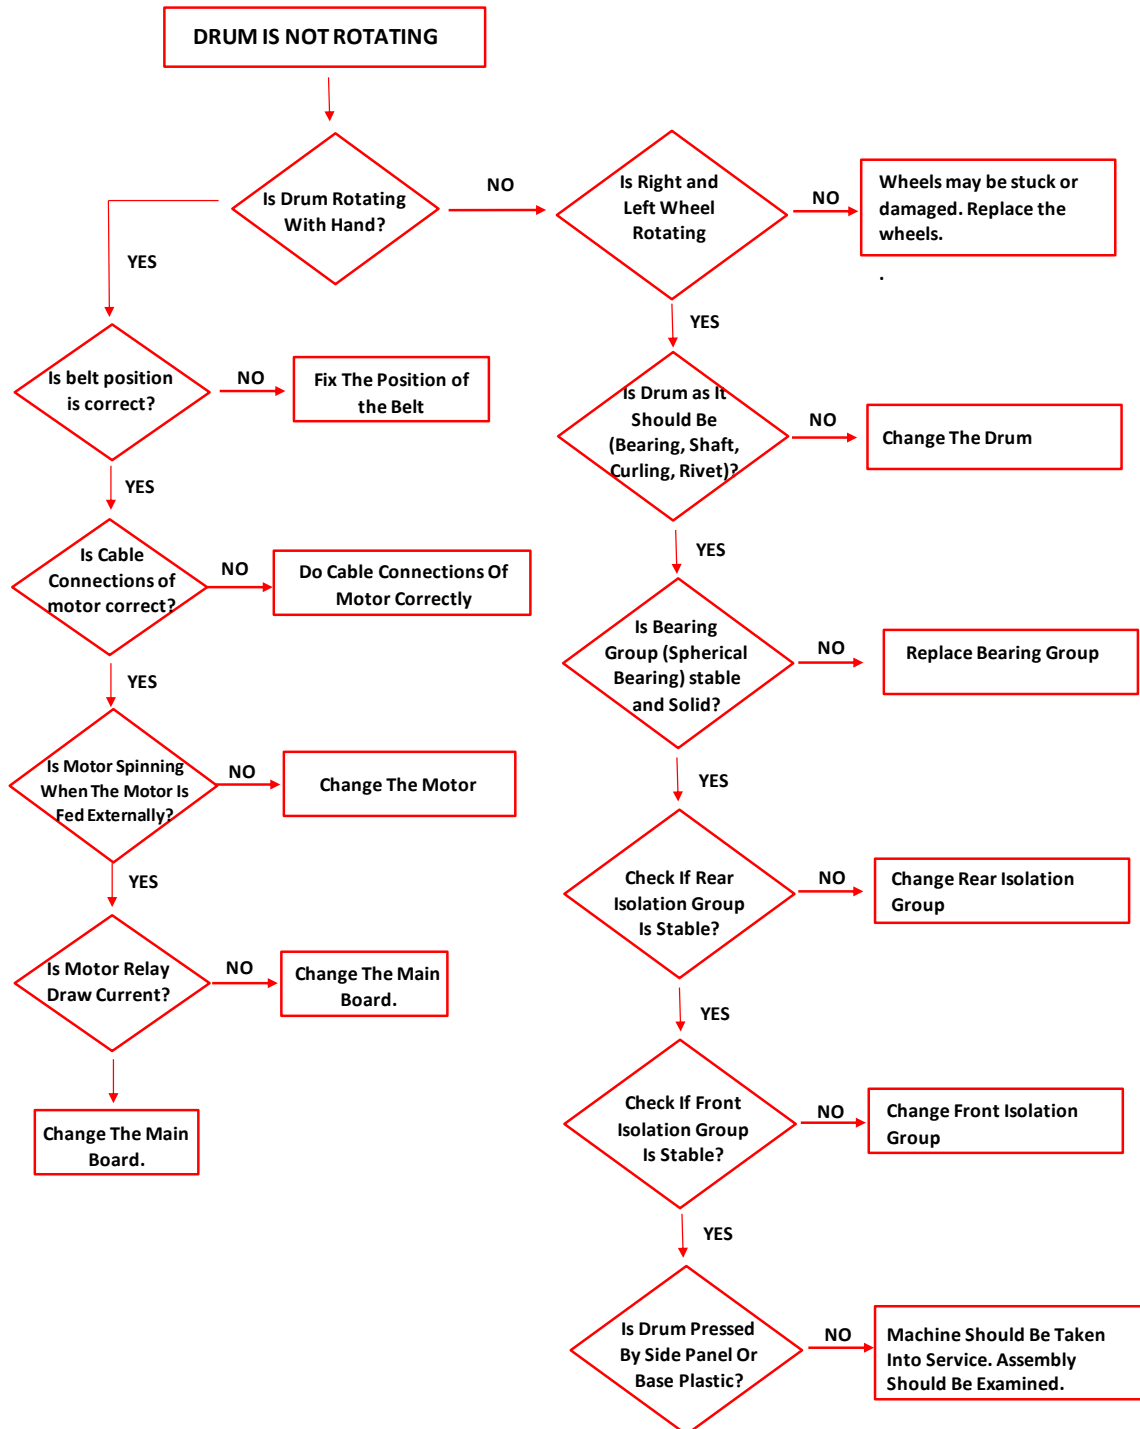 DRUM IS NOT ROTATING
Is Drum Rotating
With Hand?
NO
Is Right and
Left Wheel
Rotating
NO
Wheels may be stuck or
damaged. Replace the
wheels.
.
YES
YES
Is belt position
is correct?
NO
Fix The Position of
the Belt
Is Drum as It
Should Be
(Bearing, Shaft,
Curling, Rivet)?
NO
Change The Drum
YES
YES
Is Cable
Connections of
motor correct?
NO
Do Cable Connections Of
Motor Correctly
Is Bearing
Group (Spherical
Bearing) stable
and Solid?
NO
Replace Bearing Group
YES
YES
Is Motor Spinning
When The Motor Is
Fed Externally?
NO
Change The Motor
Check If Rear
Isolation Group
Is Stable?
NO
Change Rear Isolation
Group
YES
YES
Is Motor Relay
Draw Current?
NO
Change The Main
Board.
Change The Main
Board.
Check If Front
Isolation Group
Is Stable?
NO
Change Front Isolation
Group
YES
Is Drum Pressed
By Side Panel Or
Base Plastic?
NO
Machine Should Be Taken
Into Service. Assembly
Should Be Examined.